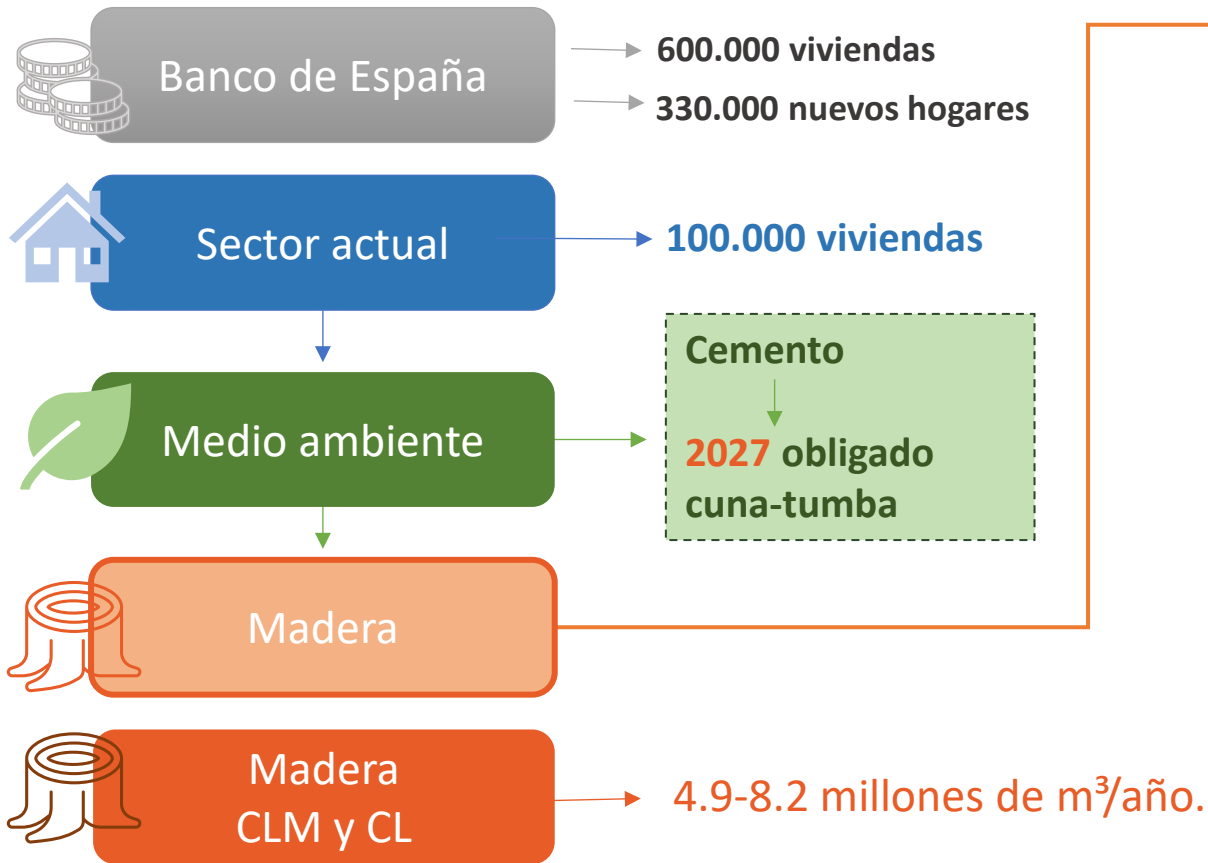 Banco de España
600.000 viviendas
330.000 nuevos hogares
Sector actual
100.000 viviendas
Medio ambiente
Cemento
2027 obligado
cuna-tumba
Madera
Madera
CLM y CL
4.9-8.2 millones de m³/año.